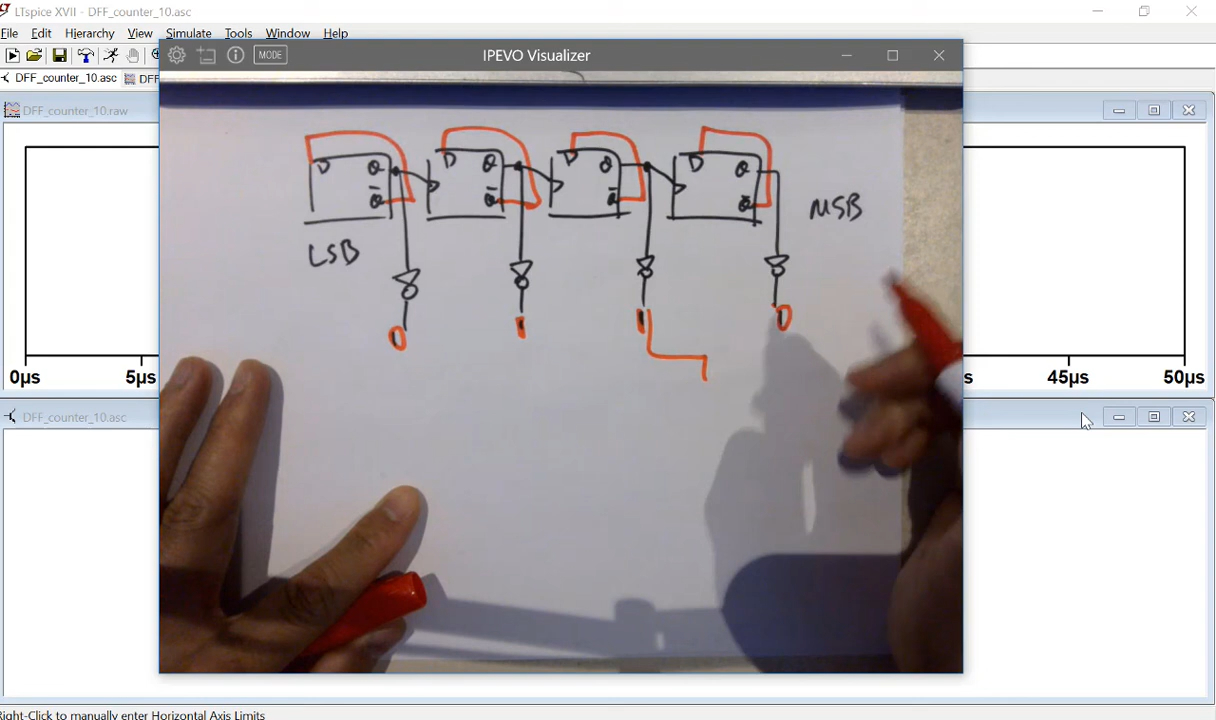 LTspice XVII - DFF_counter_10.asc
File Edit Hierarchy View Simulate Tools Window Help
IPEVO Visualizer
MODE
DFF_counter_10.asc DFF
DFF_counter_10.raw
D Q D Q D Q D Q
Q̅ Q̅ Q̅ Q̅
LSB
MSB
0 1 1 0
0µs 5µs 45µs 50µs
DFF_counter_10.asc
Right-Click to manually enter Horizontal Axis Limits